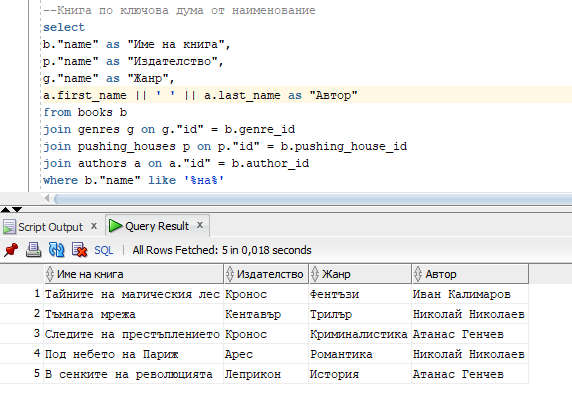 --Книга по ключова дума от наименование
select
b."name" as "Име на книга",
p."name" as "Издателство",
g."name" as "Жанр",
a.first_name || ' ' || a.last_name as "Автор"
from books b
join genres g on g."id" = b.genre_id
join pushing_houses p on p."id" = b.pushing_house_id
join authors a on a."id" = b.author_id
where b."name" like '%на%'
Script Output x Query Result x
SQL | All Rows Fetched: 5 in 0,018 seconds
Име на книга Издателство Жанр Автор
1 Тайните на магическия лес Кронос Фентъзи Иван Калимаров
2 Тъмната мрежа Кентавър Трилър Николай Николаев
3 Следите на престъплението Кронос Криминалистика Атанас Генчев
4 Под небето на Париж Арес Романтика Николай Николаев
5 В сенките на революцията Леприкон История Атанас Генчев